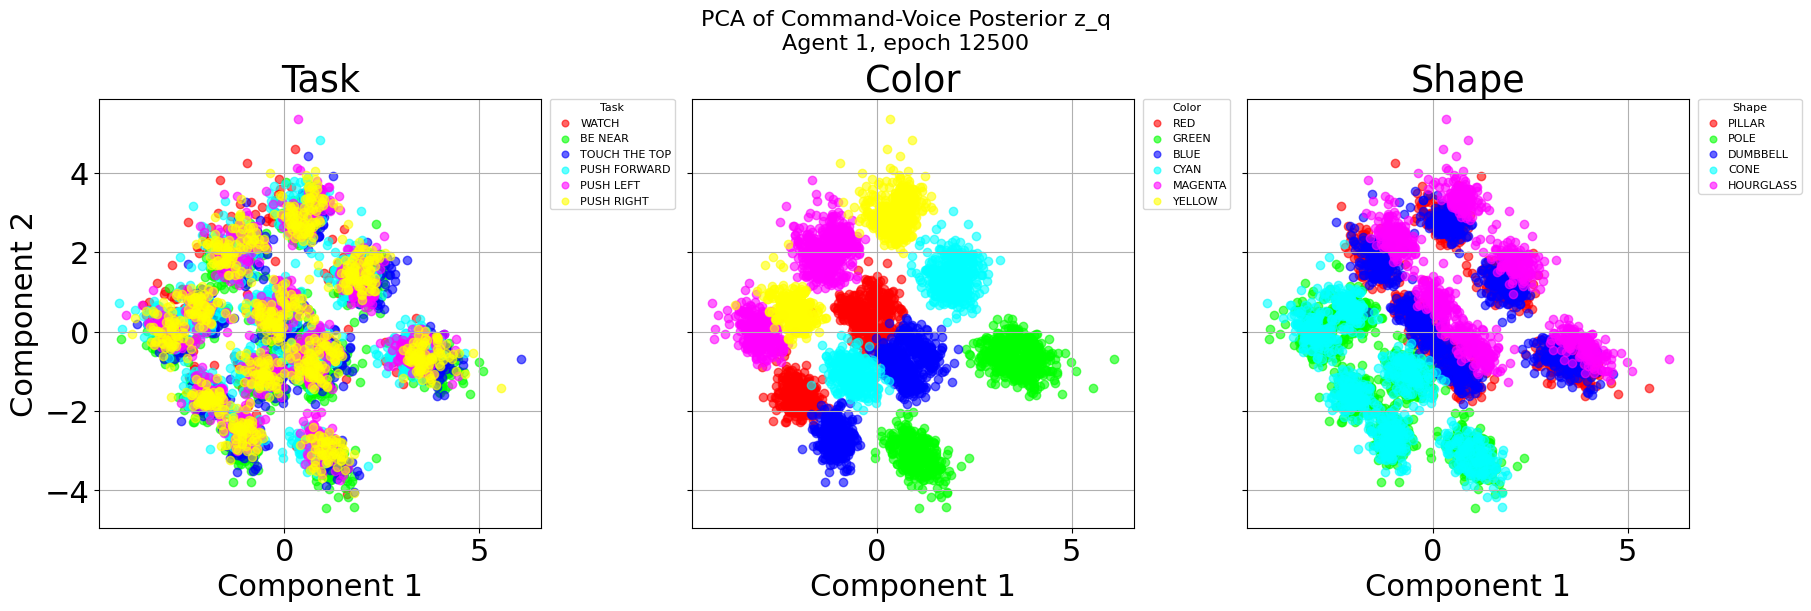 PCA of Command-Voice Posterior z_q
Agent 1, epoch 12500
Task
Color
Shape
Task
WATCH
BE NEAR
TOUCH THE TOP
PUSH FORWARD
PUSH LEFT
PUSH RIGHT
Color
RED
GREEN
BLUE
CYAN
MAGENTA
YELLOW
Shape
PILLAR
POLE
DUMBBELL
CONE
HOURGLASS
Component 2
4
2
0
−2
−4
0 5
0 5
0 5
Component 1
Component 1
Component 1